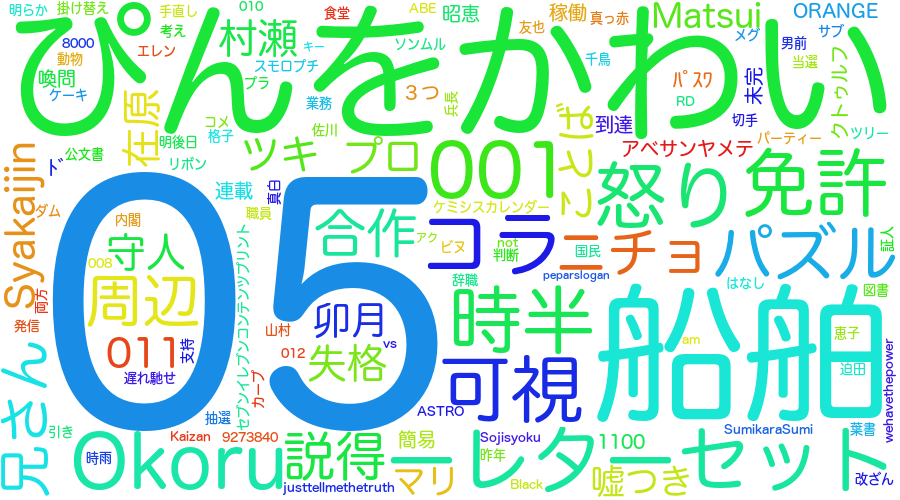 明らか
掛け替え
手直し
010
食堂
ABE
昭恵
稼働
真っ赤
ORANGE
ぴんをかわい
考え
村瀬
友也
Matsui
8000
エレン
ソンムル
キー
メグ
男前
サブ
動物
喚問
スモロプチ
千鳥
当選
ケーキ
プラ
業務
3つ
兵長
ﾊﾟｽﾜ
RD
未完
クトゥルフ
在原
コメ
格子
佐川
ことば
到達
切手
パーティー
ツリー
公文書
明後日
ツキ
プロ
001
アベサンヤメテ
ド
リボン
怒り
免許
Syakaijin
連載
真白
ケミシスカレンダー
05
ダム
内閣
職員
合作
コラ
ニチョ
パズル
証人
両方
守人
008
アク
ピヌ
not
判断
国民
周辺
セブンイレブンコンテンツプリント
辞職
peparslogan
はなし
図書
発信
011
支持
山村
卯月
時半
船舶
恵子
遅れ馳せ
012
vs
失格
am
迫田
兄さん
カーブ
可視
wehavethepower
抽選
ASTRO
引き
Okoru
Kaizan
9273840
説得
簡易
Sojisyoku
レターセット
1100
SumikaraSumi
葉書
時雨
昨年
マリ
嘘つき
改ざん
justtellmethetruth
Black